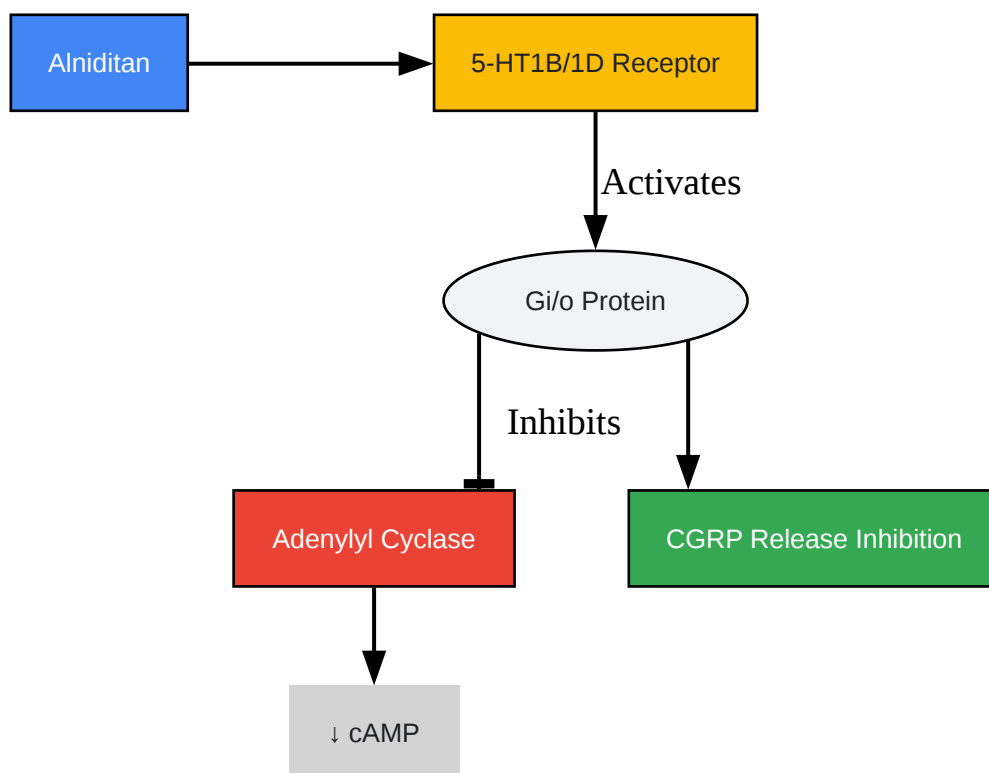 Alniditan
5-HT1B/1D Receptor
Activates
Gi/o Protein
Inhibits
Adenylyl Cyclase
CGRP Release Inhibition
↓ cAMP